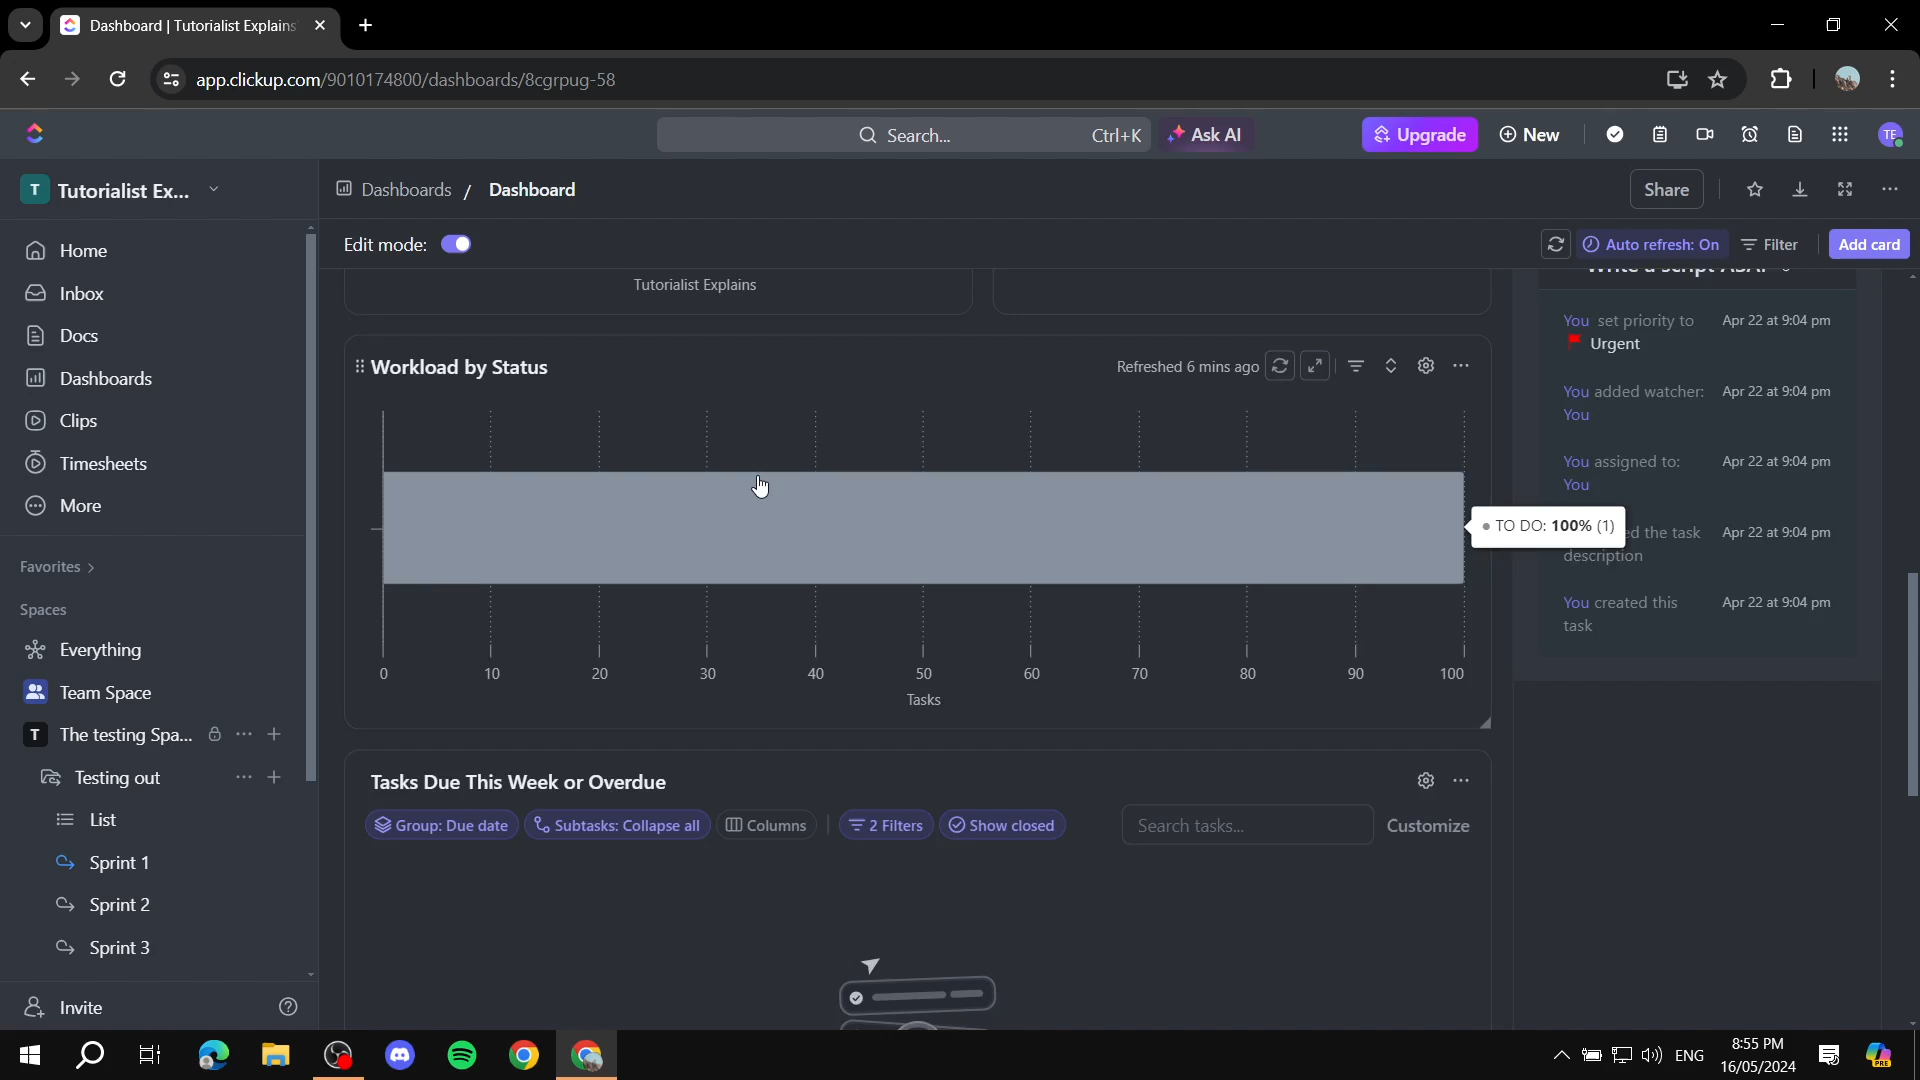 Dashboard | Tutorialist Explains
app.clickup.com/9010174800/dashboards/8cgrpug-58
Search...
Ctrl+K
Ask AI
Upgrade
New
TE
T
Tutorialist Ex...
Dashboards / Dashboard
Share
Edit mode:
Auto refresh: On
Filter
Add card
Home
Inbox
Docs
Dashboards
Clips
Timesheets
More
Favorites
Spaces
Everything
Team Space
T
The testing Spa...
Testing out
List
Sprint 1
Sprint 2
Sprint 3
Invite
Tutorialist Explains
Workload by Status
Refreshed 6 mins ago
TO DO: 100% (1)
0 10 20 30 40 50 60 70 80 90 100
Tasks
Tasks Due This Week or Overdue
Group: Due date
Subtasks: Collapse all
Columns
2 Filters
Show closed
Search tasks...
Customize
You set priority to Apr 22 at 9:04 pm
Urgent
You added watcher: Apr 22 at 9:04 pm
You
You assigned to: Apr 22 at 9:04 pm
You
the task Apr 22 at 9:04 pm
description
You created this Apr 22 at 9:04 pm
task
ENG
8:55 PM
16/05/2024
PRE